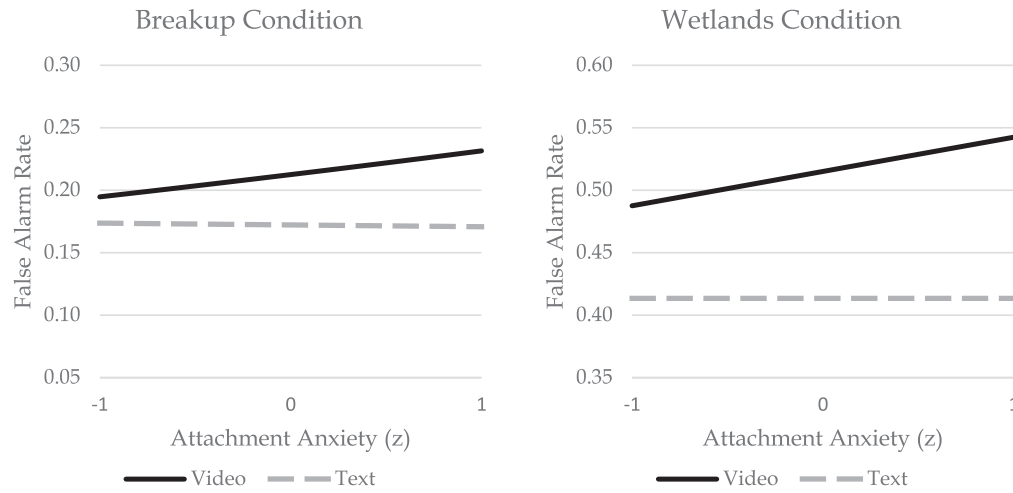 Breakup Condition
0.30
0.25
0.20
0.15
0.10
0.05
False Alarm Rate
-1 0 1
Attachment Anxiety (z)
Video Text
Wetlands Condition
0.60
0.55
0.50
0.45
0.40
0.35
False Alarm Rate
-1 0 1
Attachment Anxiety (z)
Video Text